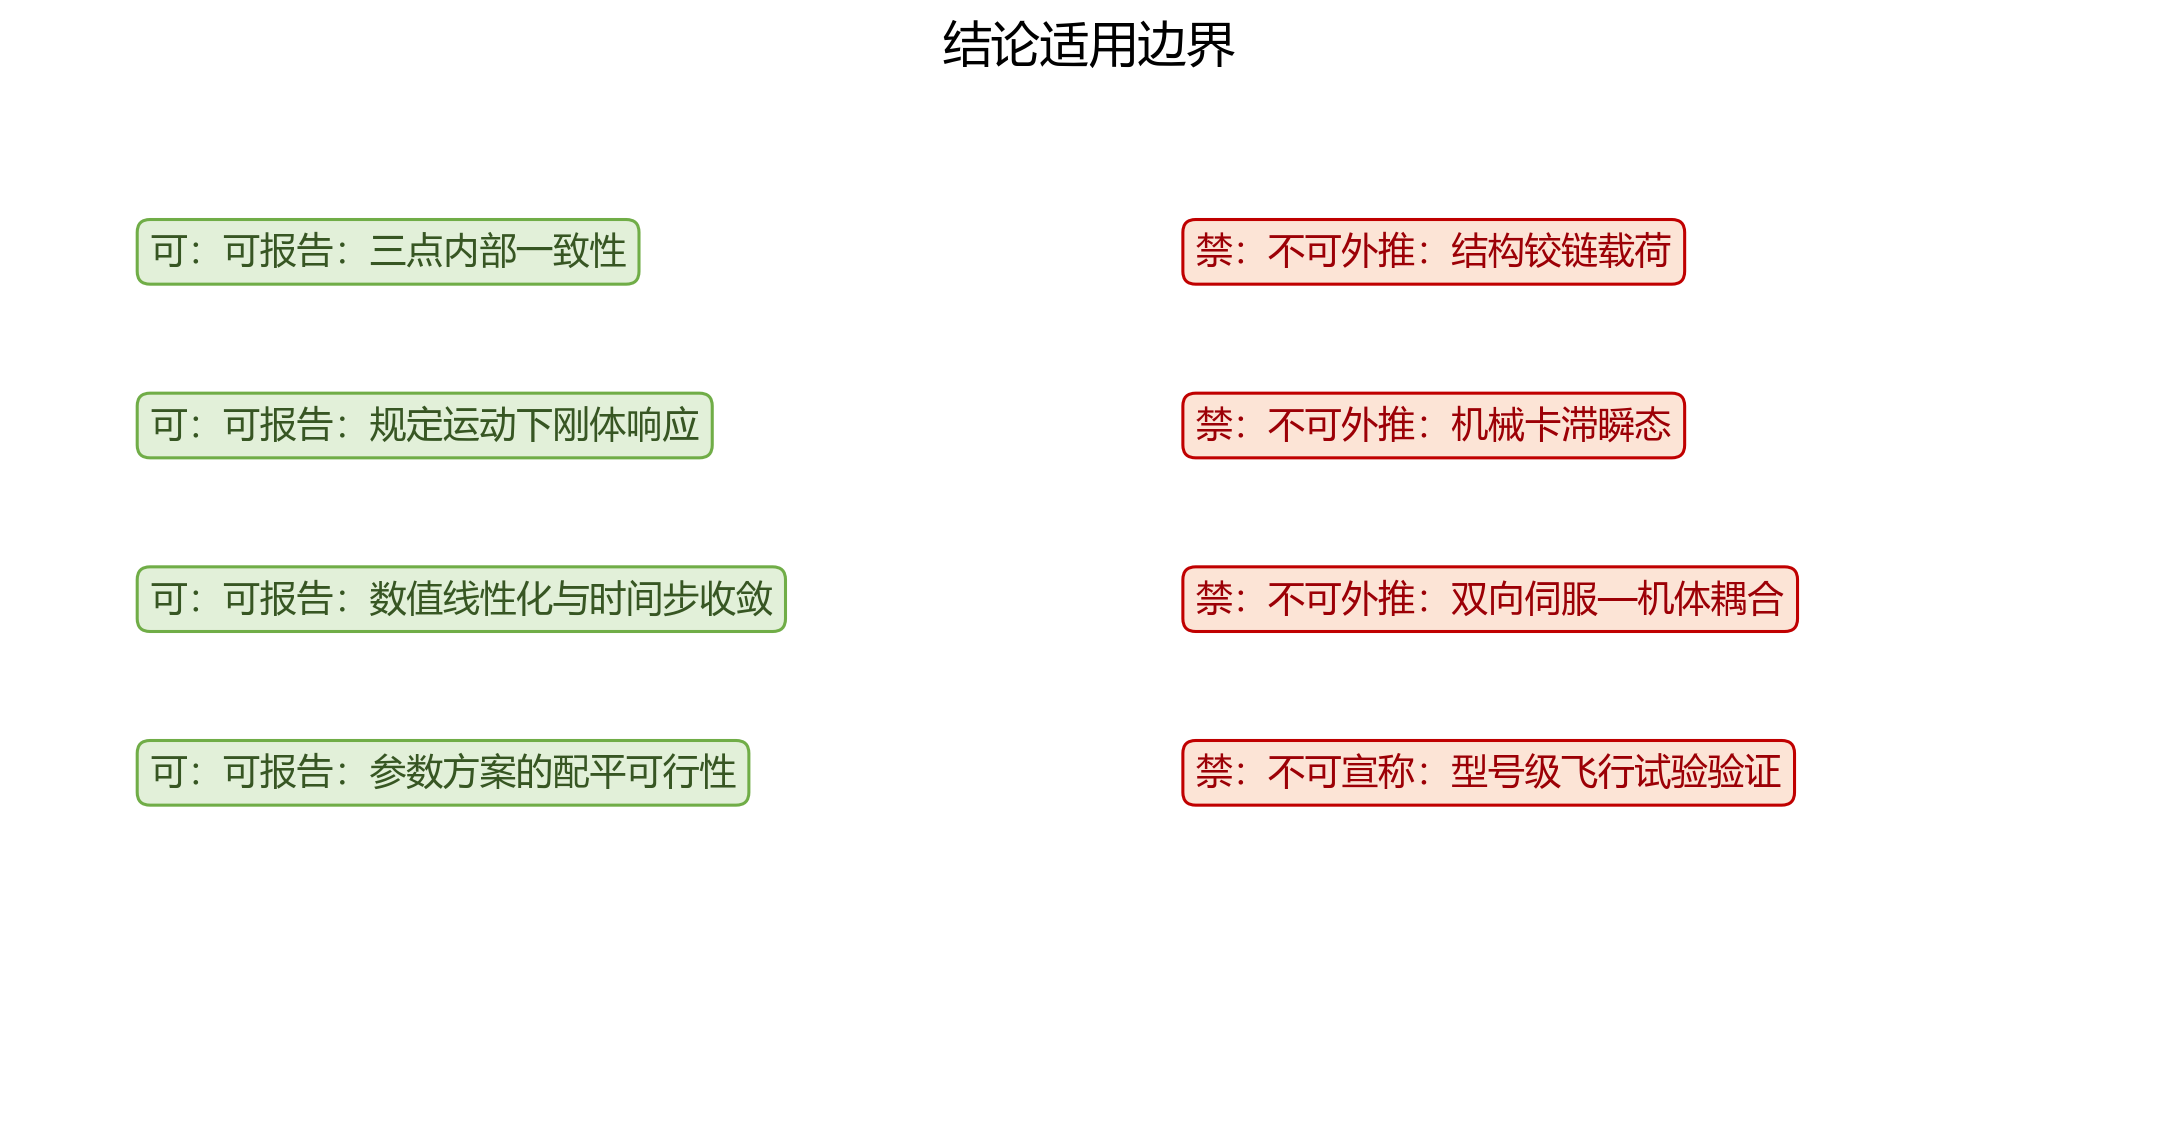 结论适用边界
可：可报告：三点内部一致性
禁：不可外推：结构铰链载荷
可：可报告：规定运动下刚体响应
禁：不可外推：机械卡滞瞬态
可：可报告：数值线性化与时间步收敛
禁：不可外推：双向伺服—机体耦合
可：可报告：参数方案的配平可行性
禁：不可宣称：型号级飞行试验验证